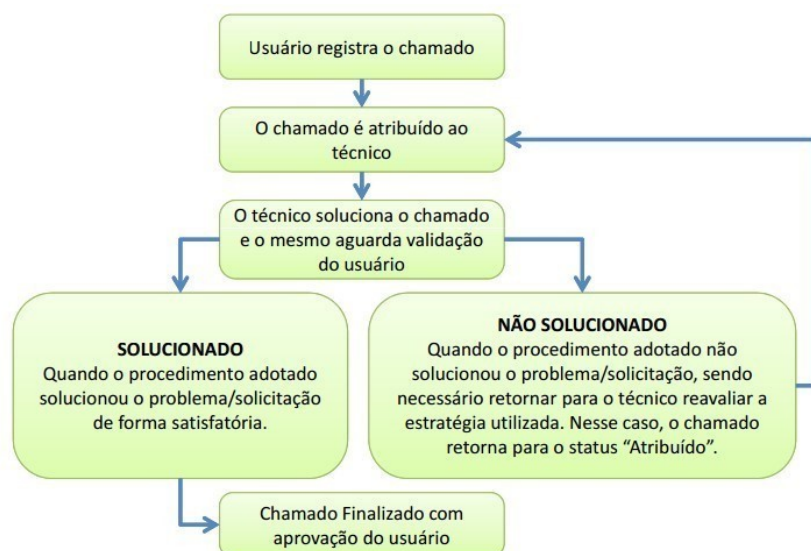 Usuário registra o chamado
O chamado é atribuído ao
técnico
O técnico soluciona o chamado
e o mesmo aguarda validação
do usuário
SOLUCIONADO
Quando o procedimento adotado
solucionou o problema/solicitação
de forma satisfatória.
NÃO SOLUCIONADO
Quando o procedimento adotado não
solucionou o problema/solicitação, sendo
necessário retornar para o técnico reavaliar a
estratégia utilizada. Nesse caso, o chamado
retorna para o status “Atribuído”.
Chamado Finalizado com
aprovação do usuário